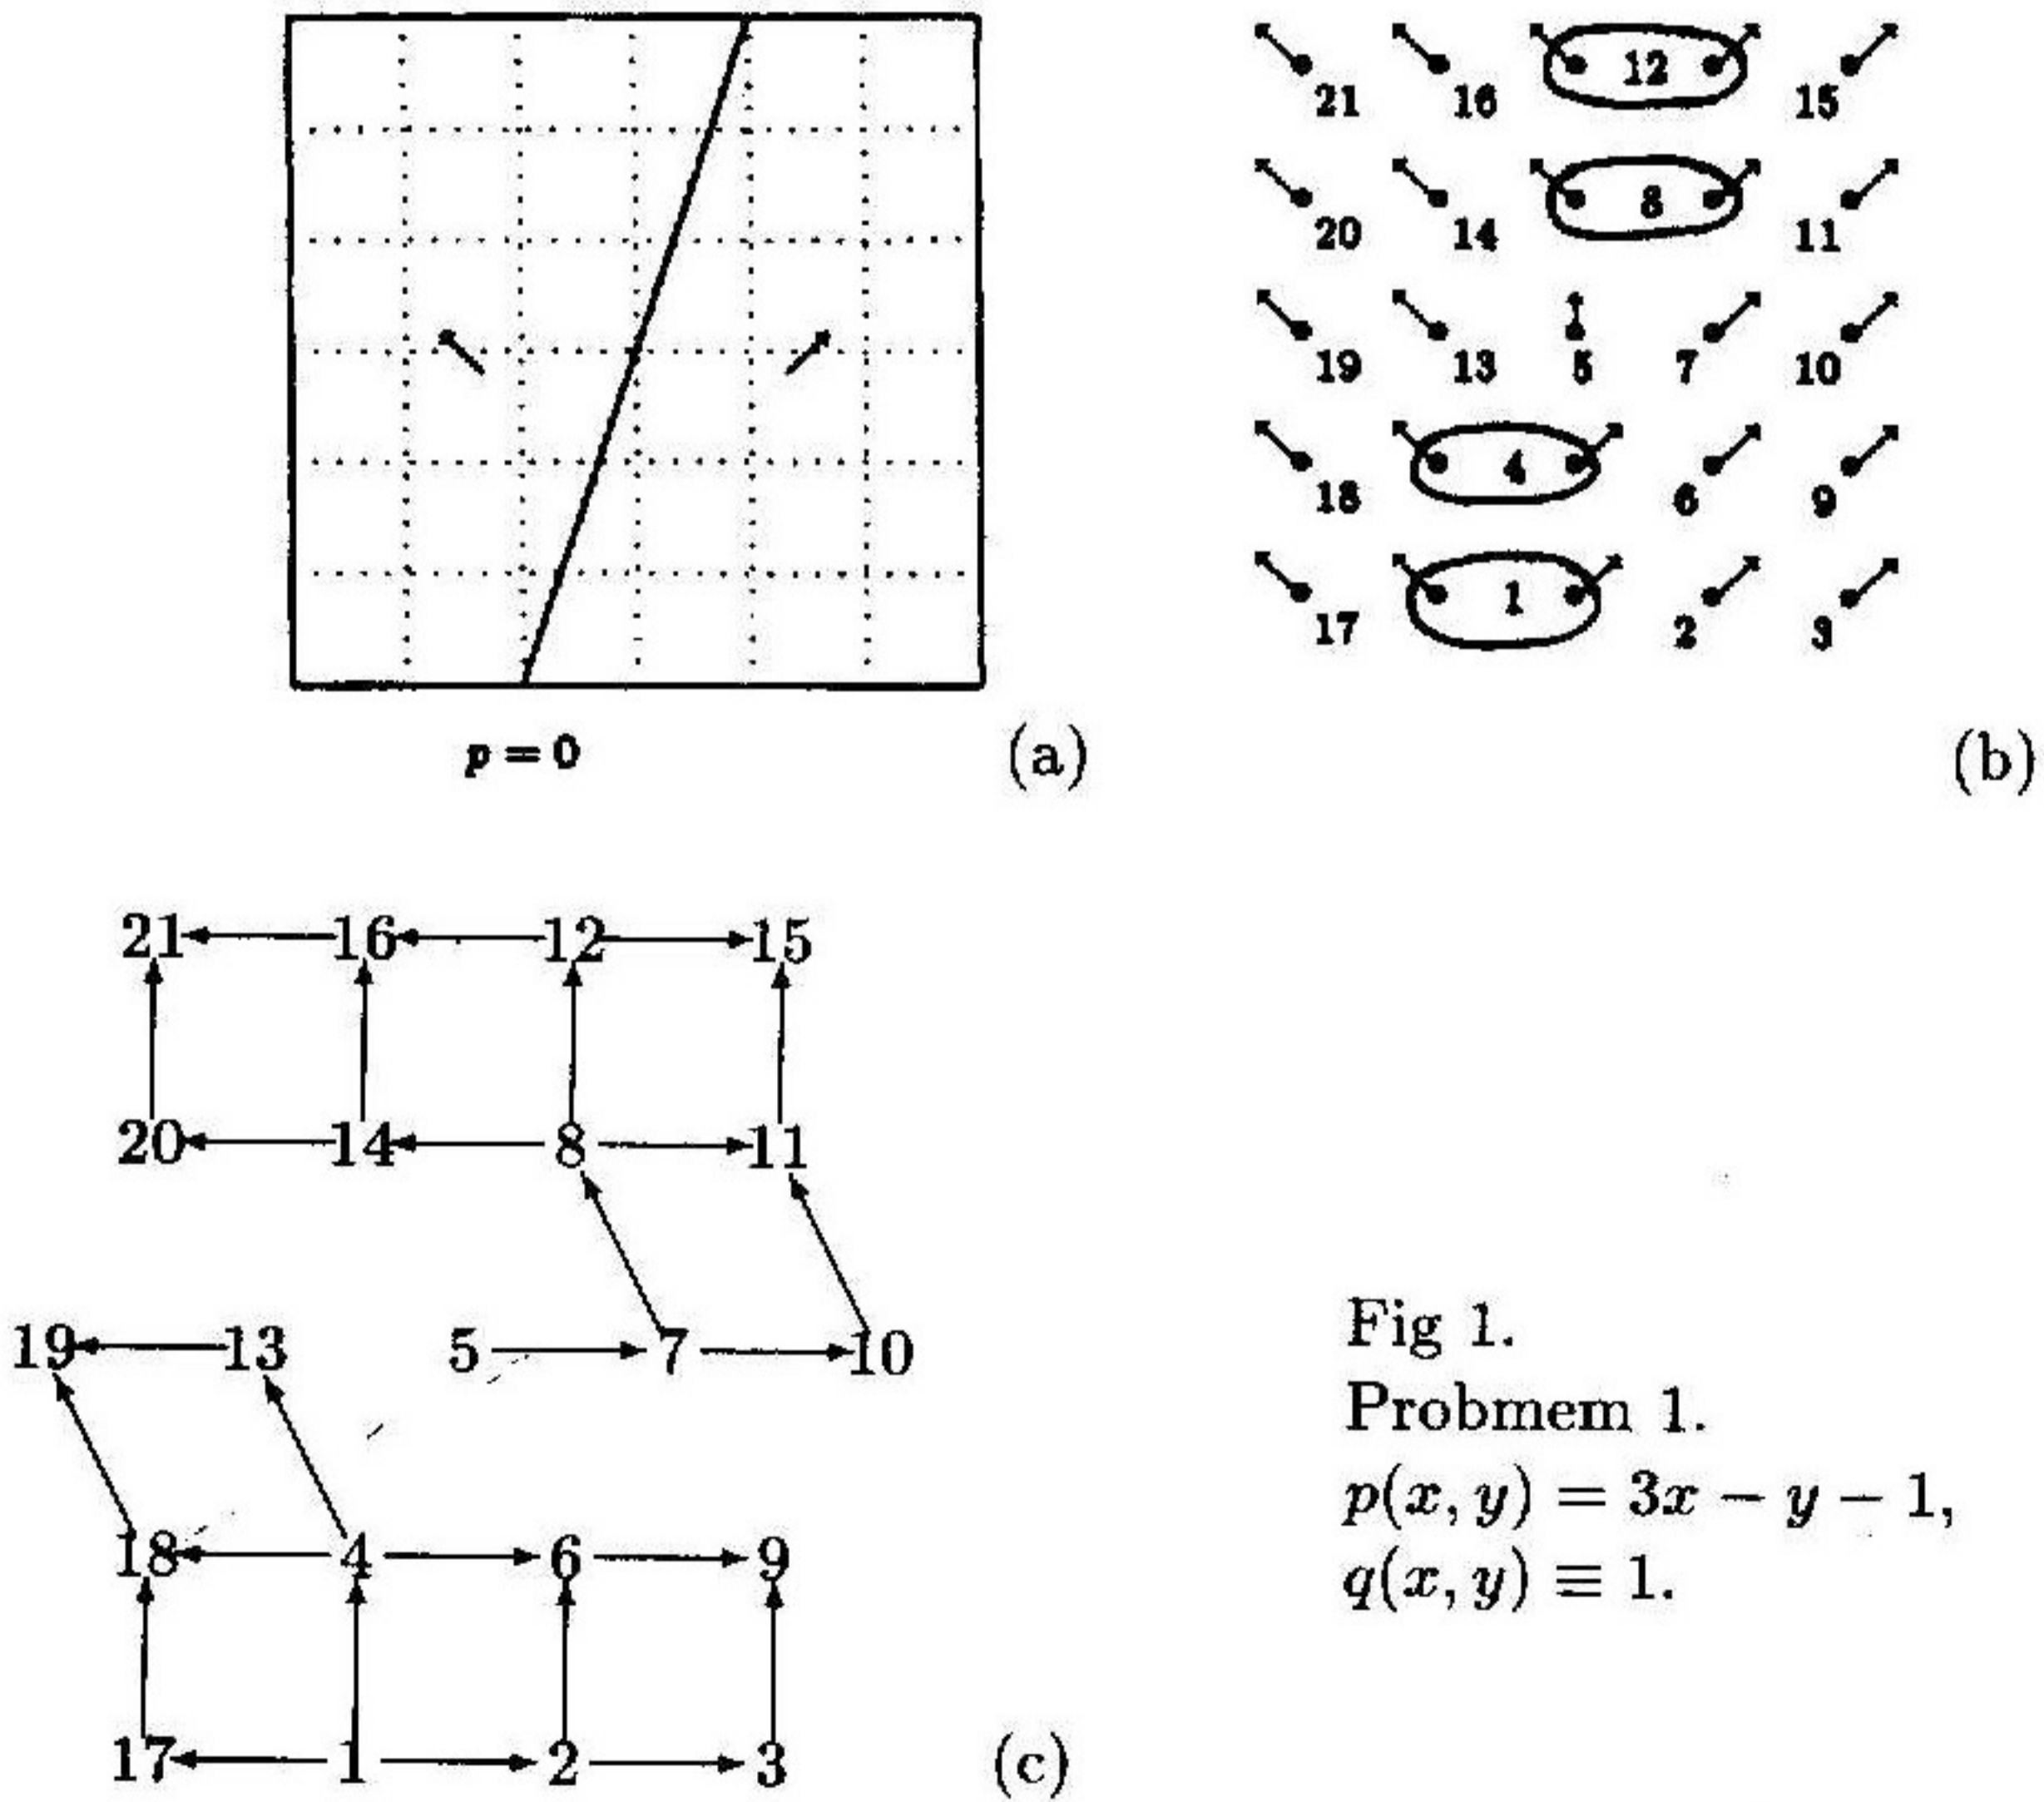 p = 0
(a)
21 16 12 15
20 14 8 11
19 13 5 7 10
18 4 6 9
17 1 2 3
(b)
21 16 12 15
20 14 8 11
19 13 5 7 10
18 4 6 9
17 1 2 3
(c)
Fig 1.
Probmem 1.
p(x, y) = 3x − y − 1,
q(x, y) ≡ 1.